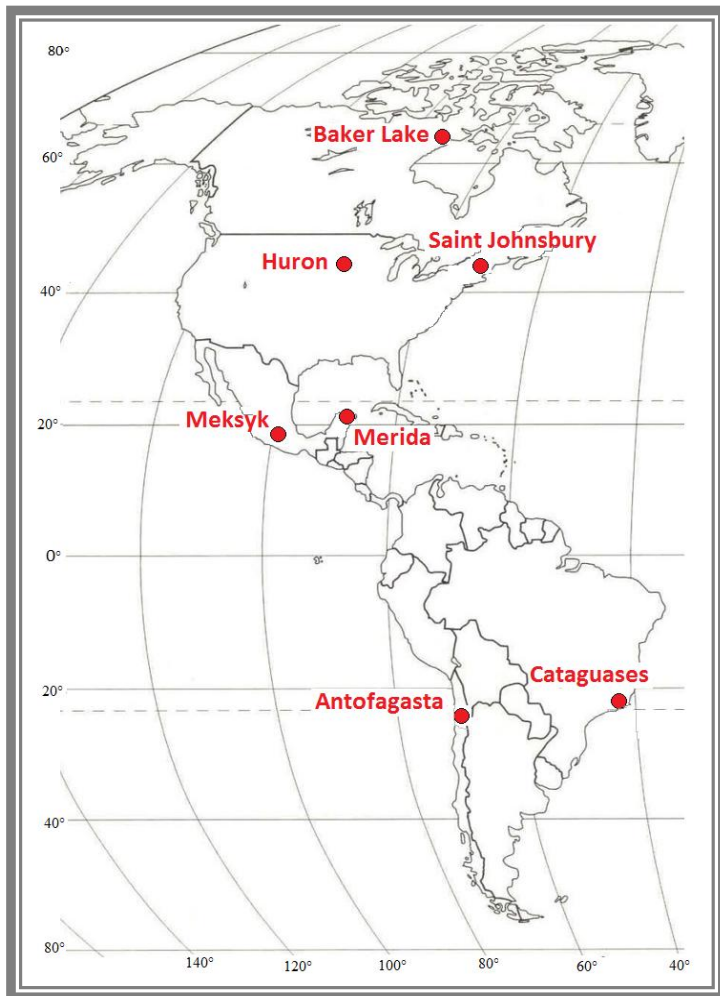 80°
Baker Lake
60°
Saint Johnsbury
Huron
40°
Meksyk
20°
Merida
0°
Cataguases
20°
Antofagasta
40°
80°
140°
120°
100°
80°
60°
40°